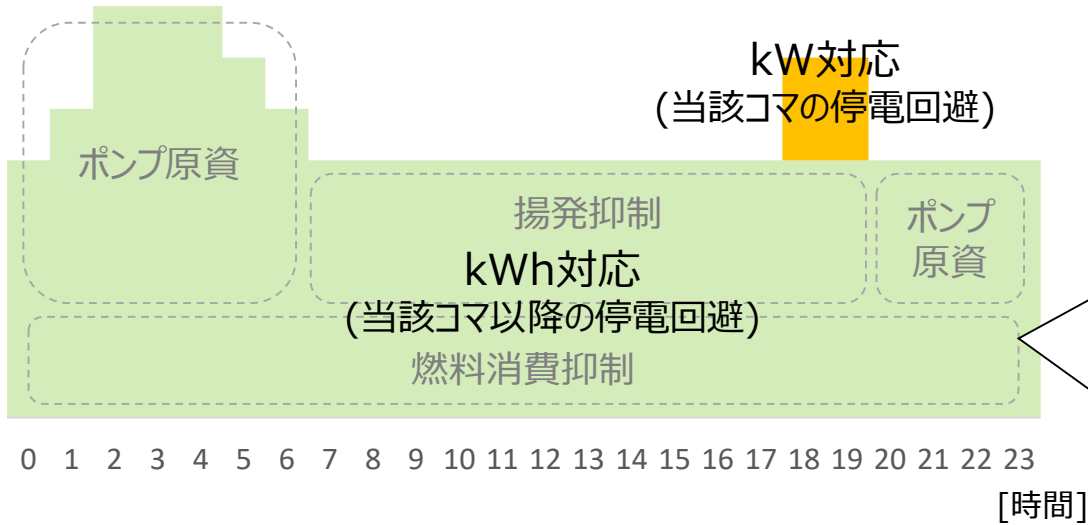 kW対応
(当該コマの停電回避)
ポンプ原資
揚発抑制
ポンプ
原資
kWh対応
(当該コマ以降の停電回避)
燃料消費抑制
0 1 2 3 4 5 6 7 8 9 10 11 12 13 14 15 16 17 18 19 20 21 22 23
[時間]